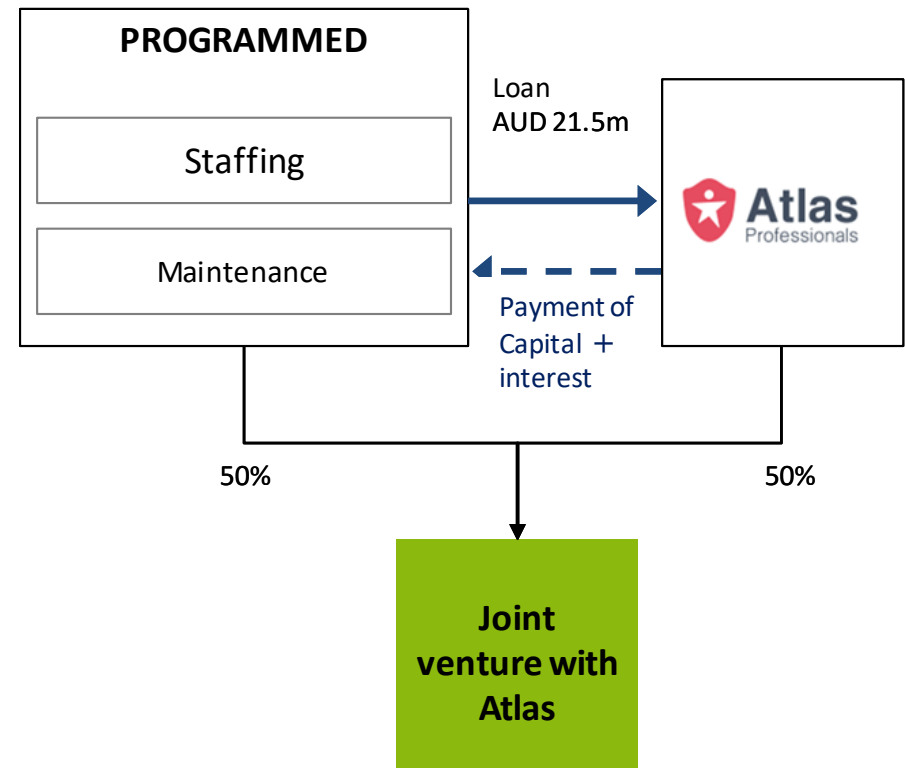 PROGRAMMED
Staffing
Maintenance
Loan
AUD 21.5m
Atlas
Professionals
Payment of
Capital +
interest
50%
50%
Joint
venture with
Atlas